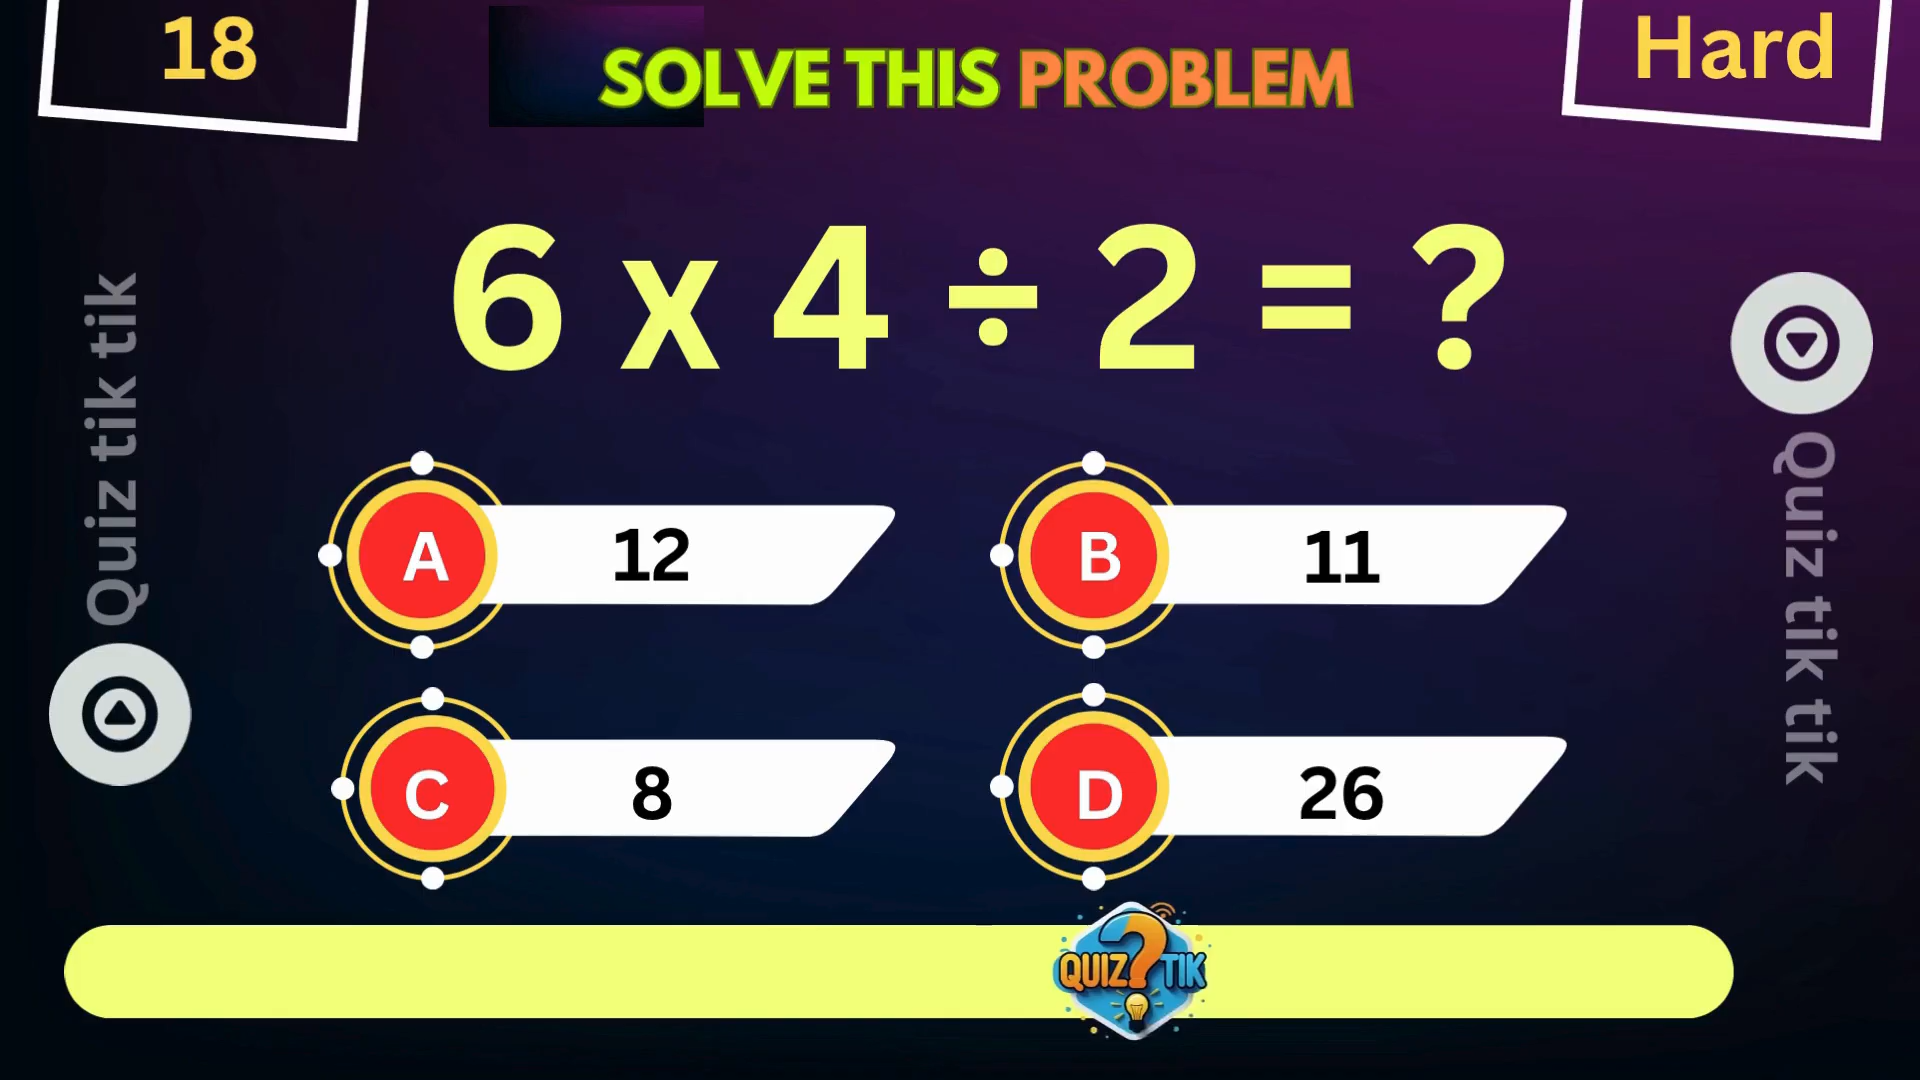 18
SOLVE THIS PROBLEM
Hard
6 x 4 ÷ 2 = ?
Quiz tik tik
Quiz tik tik
A 12
B 11
C 8
D 26
QUIZ ? TIK